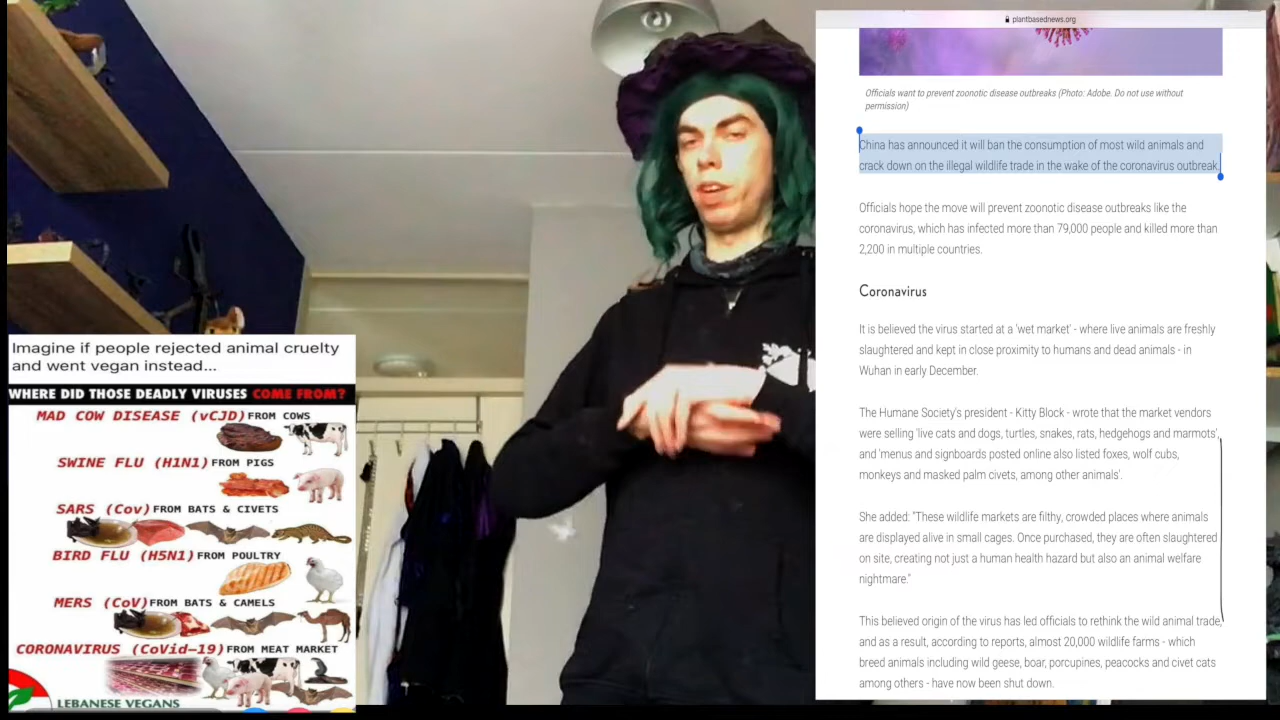 Imagine if people rejected animal cruelty
and went vegan instead...
WHERE DID THOSE DEADLY VIRUSES COME FROM?
MAD COW DISEASE (vCJD) FROM COWS
SWINE FLU (H1N1) FROM PIGS
SARS (Cov) FROM BATS & CIVETS
BIRD FLU (H5N1) FROM POULTRY
MERS (CoV) FROM BATS & CAMELS
CORONAVIRUS (CoVid-19) FROM MEAT MARKET
LEBANESE VEGANS
plantbasednews.org
Officials want to prevent zoonotic disease outbreaks (Photo: Adobe. Do not use without
permission)
China has announced it will ban the consumption of most wild animals and
crack down on the illegal wildlife trade in the wake of the coronavirus outbreak.
Officials hope the move will prevent zoonotic disease outbreaks like the
coronavirus, which has infected more than 79,000 people and killed more than
2,200 in multiple countries.
Coronavirus
It is believed the virus started at a 'wet market' - where live animals are freshly
slaughtered and kept in close proximity to humans and dead animals - in
Wuhan in early December.
The Humane Society's president - Kitty Block - wrote that the market vendors
were selling 'live cats and dogs, turtles, snakes, rats, hedgehogs and marmots',
and 'menus and signboards posted online also listed foxes, wolf cubs,
monkeys and masked palm civets, among other animals'.
She added: "These wildlife markets are filthy, crowded places where animals
are displayed alive in small cages. Once purchased, they are often slaughtered
on site, creating not just a human health hazard but also an animal welfare
nightmare."
This believed origin of the virus has led officials to rethink the wild animal trade,
and as a result, according to reports, almost 20,000 wildlife farms - which
breed animals including wild geese, boar, porcupines, peacocks and civet cats
among others - have now been shut down.